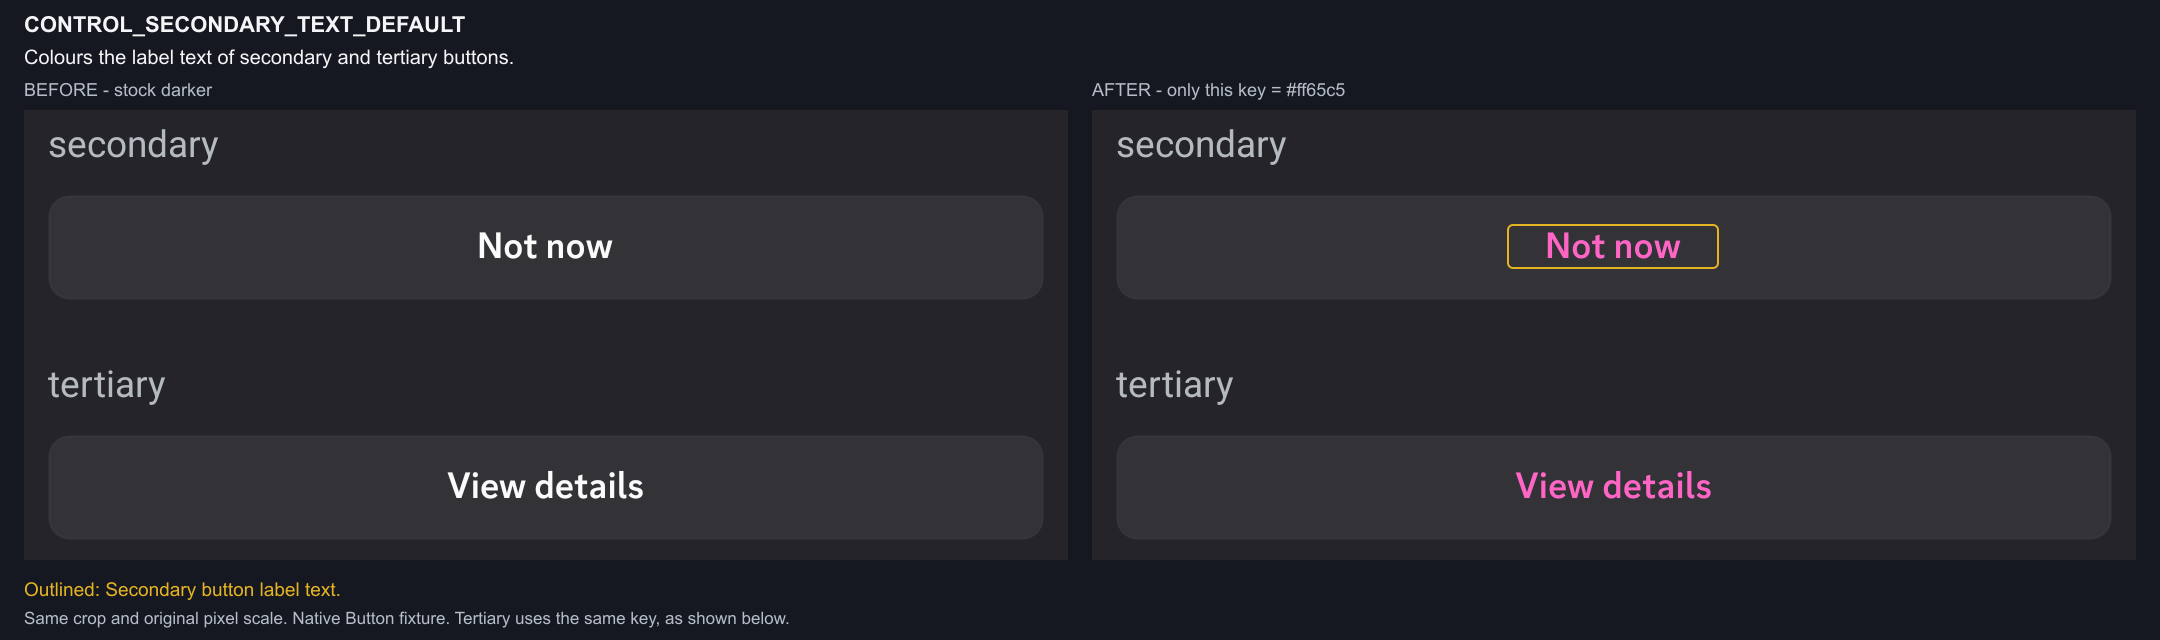 CONTROL_SECONDARY_TEXT_DEFAULT
Colours the label text of secondary and tertiary buttons.
BEFORE - stock darker
secondary
Not now
tertiary
View details
AFTER - only this key = #ff65c5
secondary
Not now
tertiary
View details
Outlined: Secondary button label text.
Same crop and original pixel scale. Native Button fixture. Tertiary uses the same key, as shown below.